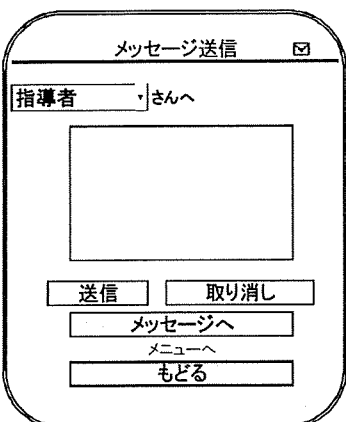 メッセージ送信
指導者 さんへ
送信 取り消し
メッセージへ
メニューへ
もどる